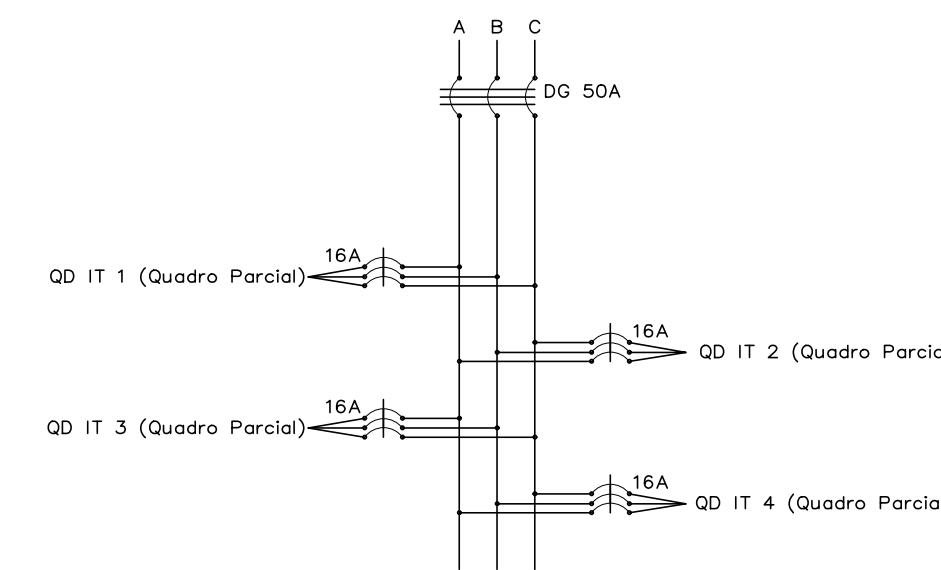 A B C
DG 50A
16A
QD IT 1 (Quadro Parcial)
16A
QD IT 2 (Quadro Parcia
16A
QD IT 3 (Quadro Parcial)
16A
QD IT 4 (Quadro Parcia